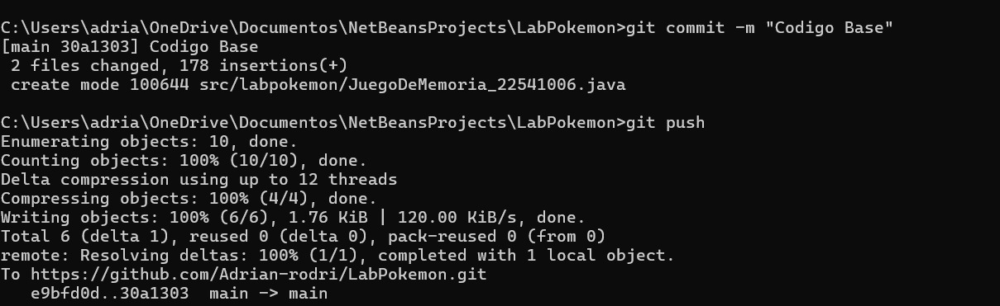 C:\Users\adria\OneDrive\Documentos\NetBeansProjects\LabPokemon>git commit -m "Codigo Base"
[main 30a1303] Codigo Base
 2 files changed, 178 insertions(+)
 create mode 100644 src/labpokemon/JuegoDeMemoria_22541006.java

C:\Users\adria\OneDrive\Documentos\NetBeansProjects\LabPokemon>git push
Enumerating objects: 10, done.
Counting objects: 100% (10/10), done.
Delta compression using up to 12 threads
Compressing objects: 100% (4/4), done.
Writing objects: 100% (6/6), 1.76 KiB | 120.00 KiB/s, done.
Total 6 (delta 1), reused 0 (delta 0), pack-reused 0 (from 0)
remote: Resolving deltas: 100% (1/1), completed with 1 local object.
To https://github.com/Adrian-rodri/LabPokemon.git
   e9bfd0d..30a1303  main -> main